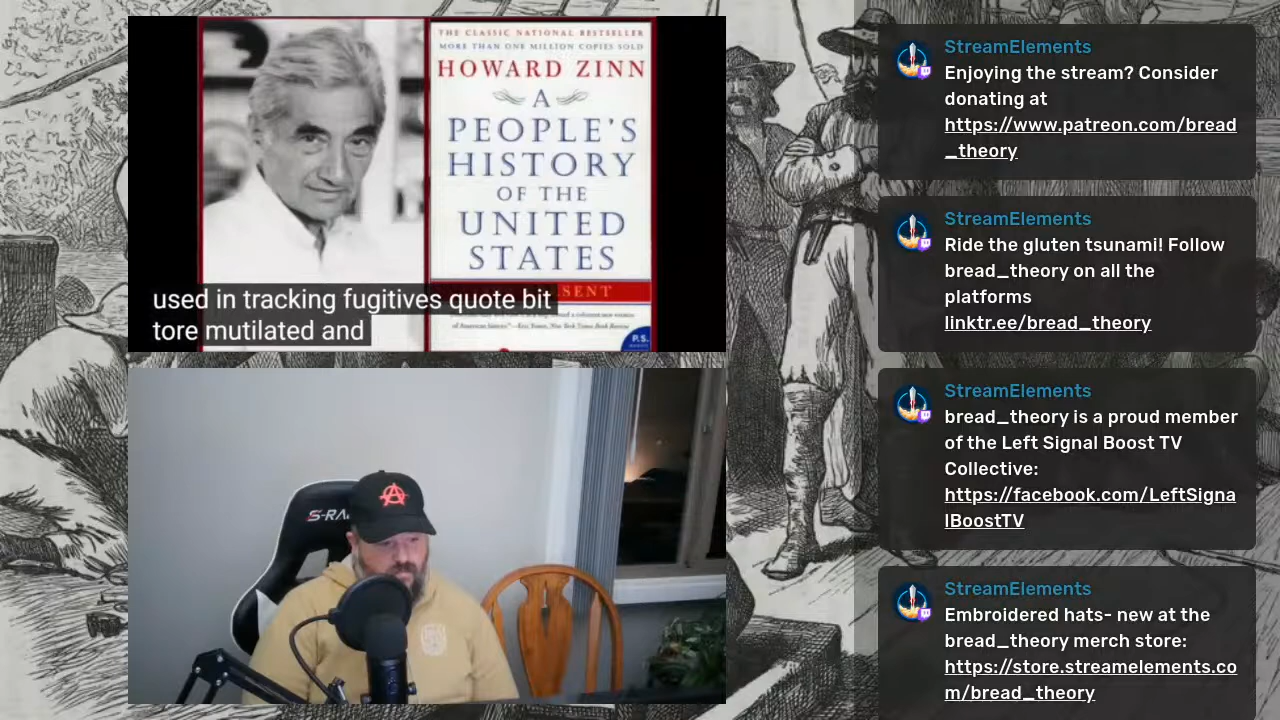 THE CLASSIC NATIONAL BESTSELLER
MORE THAN ONE MILLION COPIES SOLD
HOWARD ZINN
A
PEOPLE'S
HISTORY
OF THE
UNITED
STATES
SENT
P.S.
used in tracking fugitives quote bit
tore mutilated and
S-RA
StreamElements
Enjoying the stream? Consider
donating at
https://www.patreon.com/bread
_theory
StreamElements
Ride the gluten tsunami! Follow
bread_theory on all the
platforms
linktr.ee/bread_theory
StreamElements
bread_theory is a proud member
of the Left Signal Boost TV
Collective:
https://facebook.com/LeftSigna
lBoostTV
StreamElements
Embroidered hats- new at the
bread_theory merch store:
https://store.streamelements.co
m/bread_theory